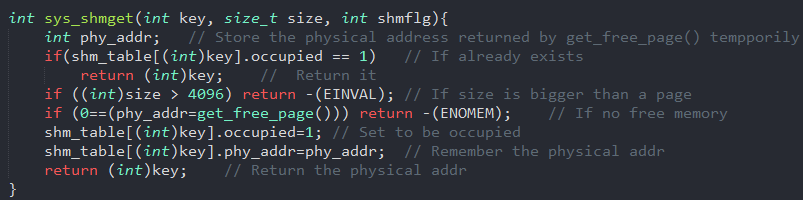 int sys_shmget(int key, size_t size, int shmflg){
    int phy_addr;   // Store the physical address returned by get_free_page() tempporily
    if(shm_table[(int)key].occupied == 1)   // If already exists
        return (int)key;    //  Return it
    if ((int)size > 4096) return -(EINVAL); // If size is bigger than a page
    if (0==(phy_addr=get_free_page())) return -(ENOMEM);    // If no free memory
    shm_table[(int)key].occupied=1; // Set to be occupied
    shm_table[(int)key].phy_addr=phy_addr;  // Remember the physical addr
    return (int)key;    // Return the physical addr
}